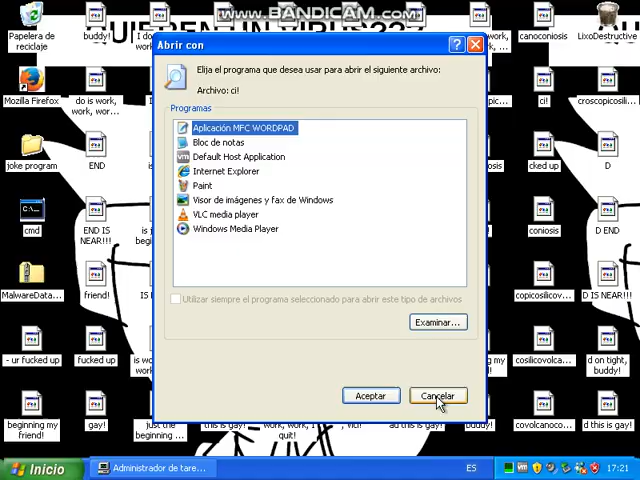 WWW.BANDICAM.COM
QUIEREN UN VIRUS???
Papelera de
reciclaje
buddy!
canoconiosis
LixoDestructive
Mozilla Firefox
do is work,
work, wor...
ci!
croscopicosili...
joke program
END
cked up
D
cmd
END IS
NEAR!!!
coniosis
D END
MalwareData...
friend!
copicosilicov...
D IS NEAR!!!
- ur fucked up
fucked up
cosilicovolca...
d on tight,
buddy!
beginning my
friend!
gay!
just the
beginning ...
this is gay!
work, work, i
quit!
buddy!
covolcanoco...
d this is gay!
Abrir con
Elija el programa que desea usar para abrir el siguiente archivo:
Archivo: ci!
Programas
Aplicación MFC WORDPAD
Bloc de notas
Default Host Application
Internet Explorer
Paint
Visor de imágenes y fax de Windows
VLC media player
Windows Media Player
Utilizar siempre el programa seleccionado para abrir este tipo de archivos
Examinar...
Aceptar
Cancelar
Inicio
Administrador de tare...
ES
17:21